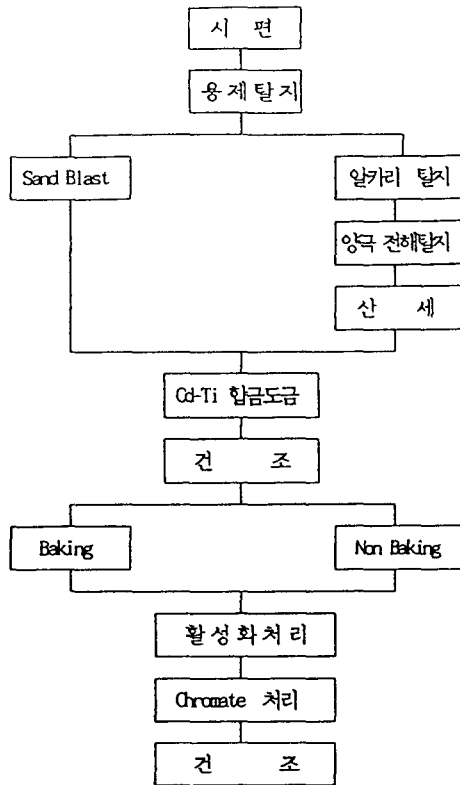 시 편
용제탈지
Sand Blast
알카리 탈지
양극 전해탈지
산 세
Cd-Ti 합금도금
건 조
Baking
Non Baking
활성화처리
Chromate 처리
건 조